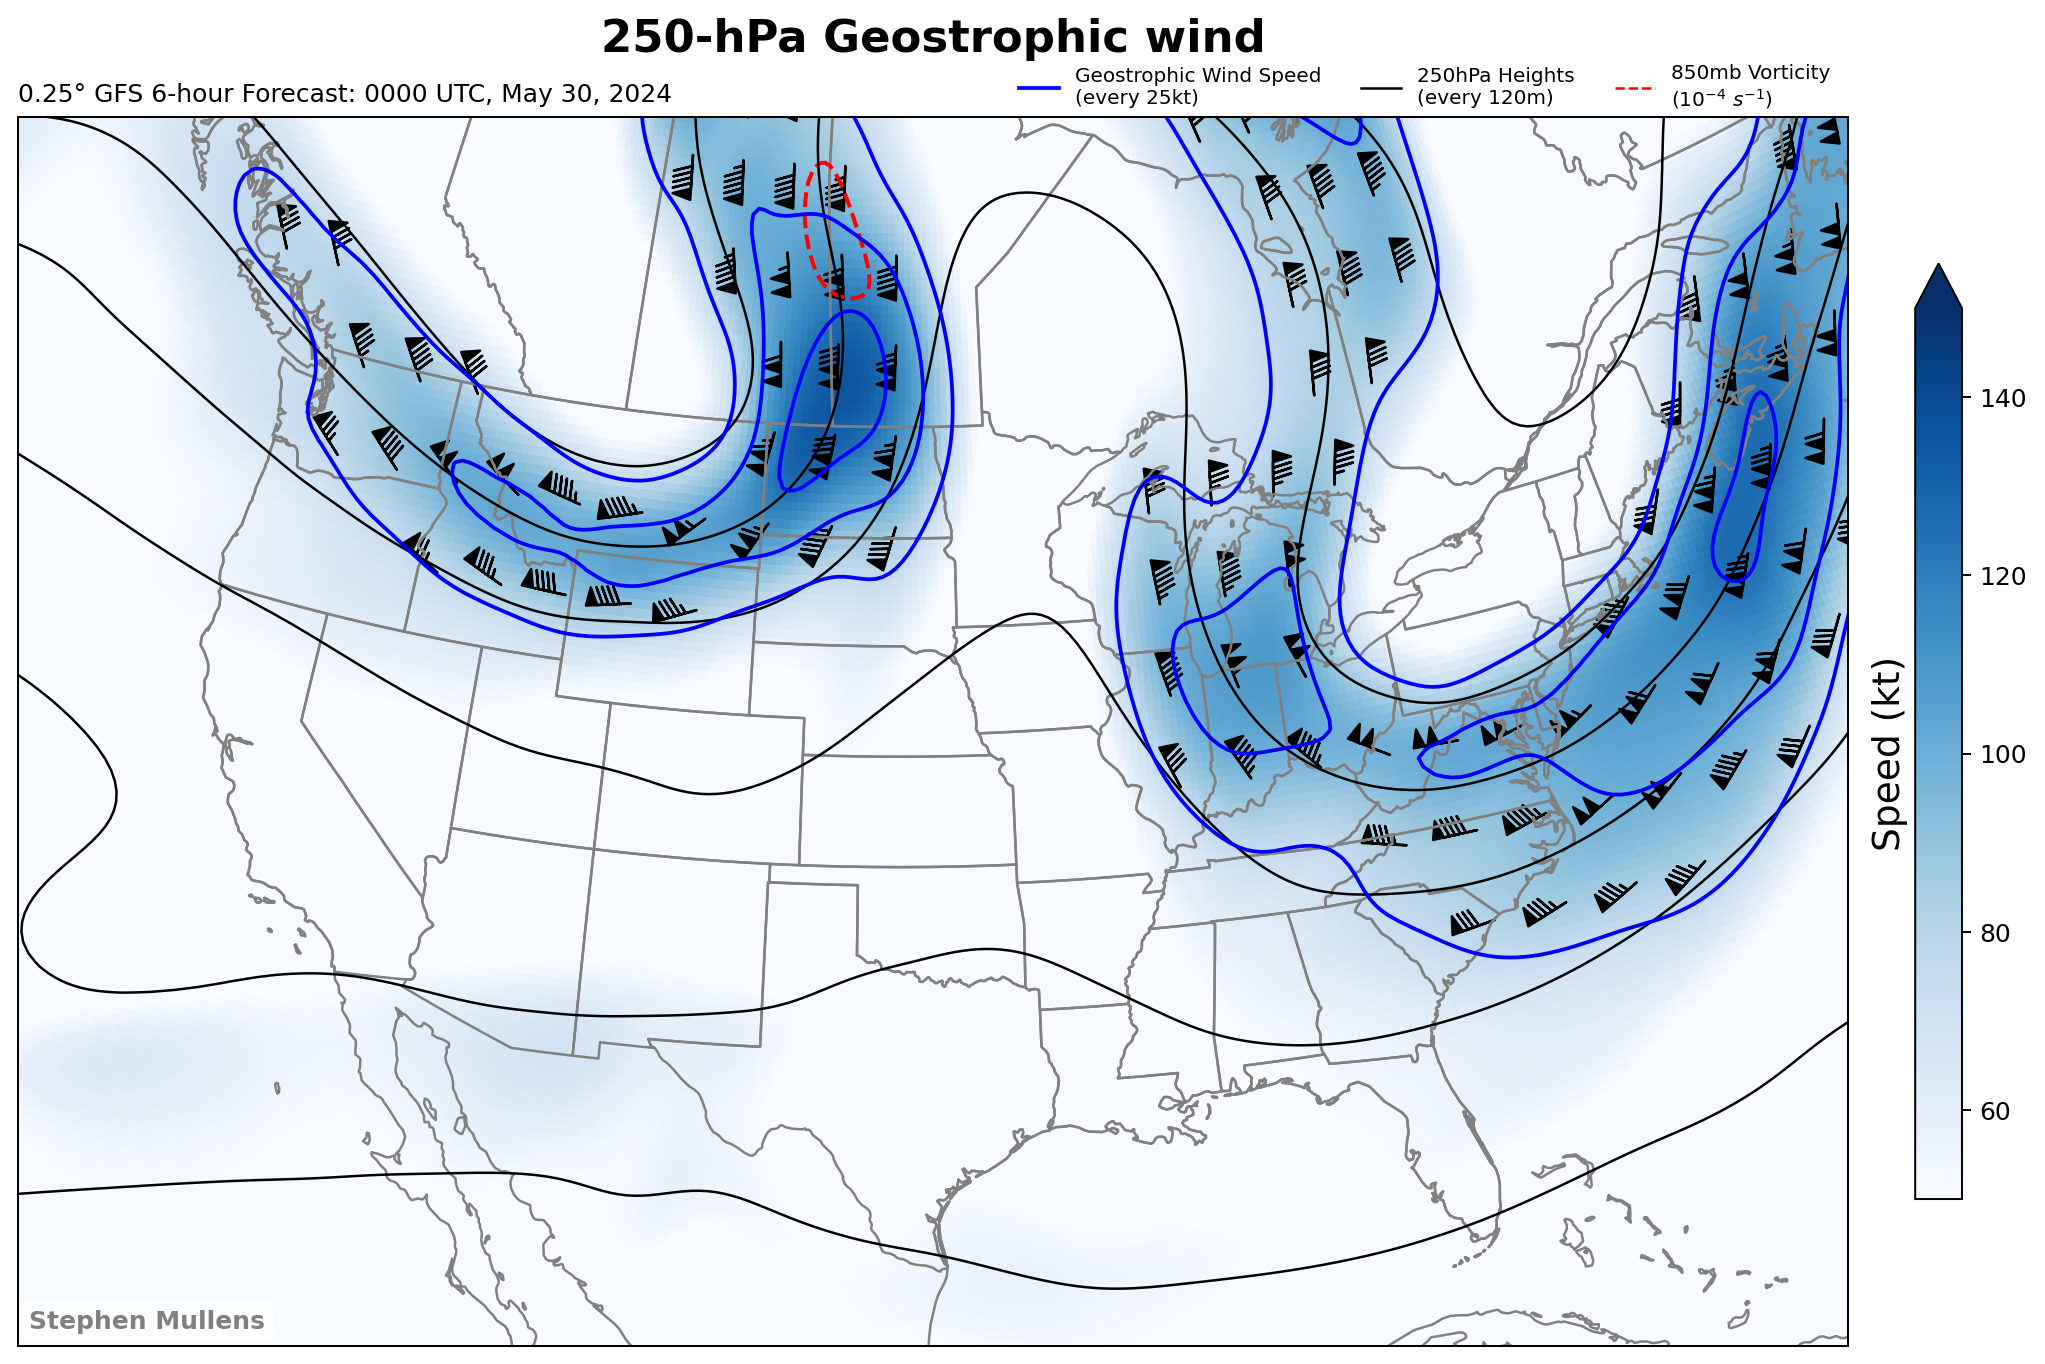 250-hPa Geostrophic wind
0.25° GFS 6-hour Forecast: 0000 UTC, May 30, 2024
Geostrophic Wind Speed
(every 25kt)
250hPa Heights
(every 120m)
850mb Vorticity
(10⁻⁴ s⁻¹)
140
120
100
80
60
Speed (kt)
Stephen Mullens